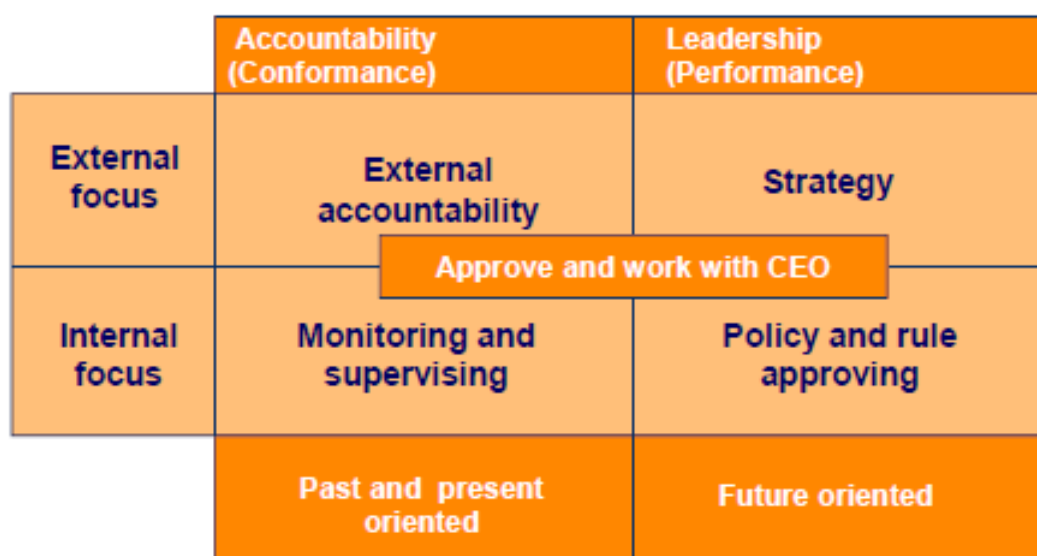 Accountability
(Conformance)
Leadership
(Performance)
External
focus
External
accountability
Strategy
Approve and work with CEO
Internal
focus
Monitoring and
supervising
Policy and rule
approving
Past and present
oriented
Future oriented